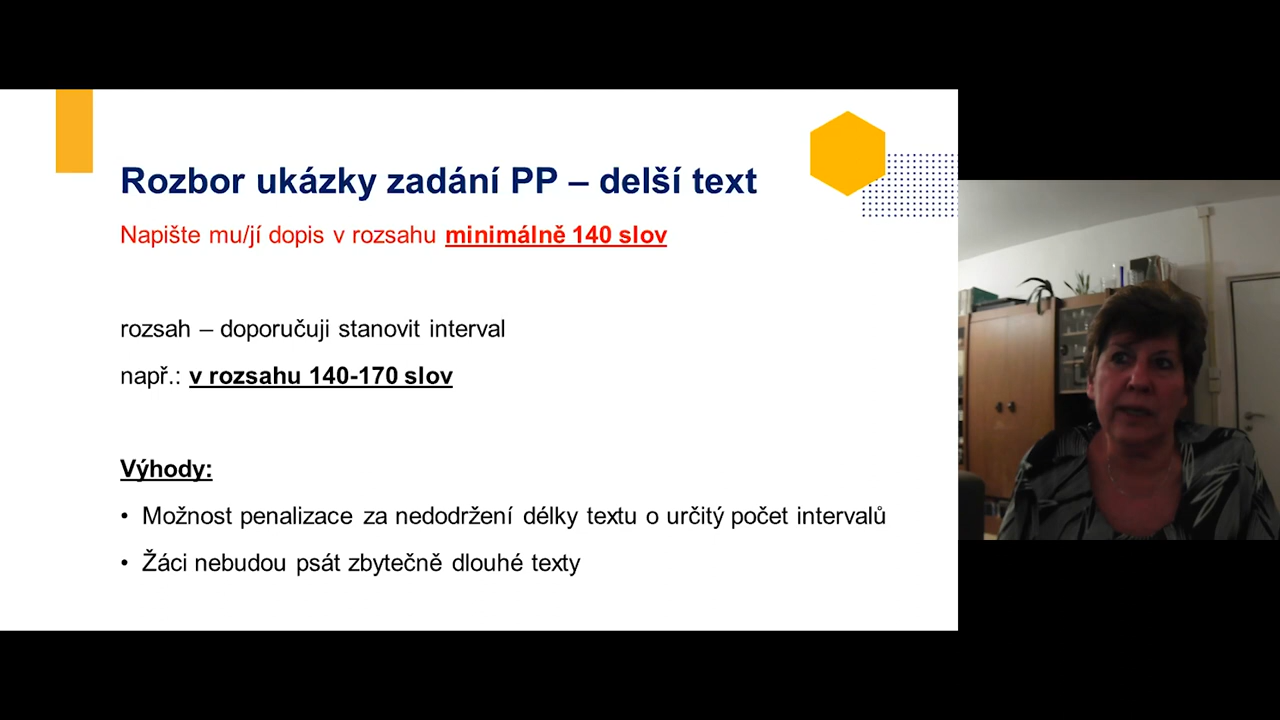 Rozbor ukázky zadání PP – delší text
Napište mu/jí dopis v rozsahu minimálně 140 slov
rozsah – doporučuji stanovit interval
např.: v rozsahu 140-170 slov
Výhody:
• Možnost penalizace za nedodržení délky textu o určitý počet intervalů
• Žáci nebudou psát zbytečně dlouhé texty